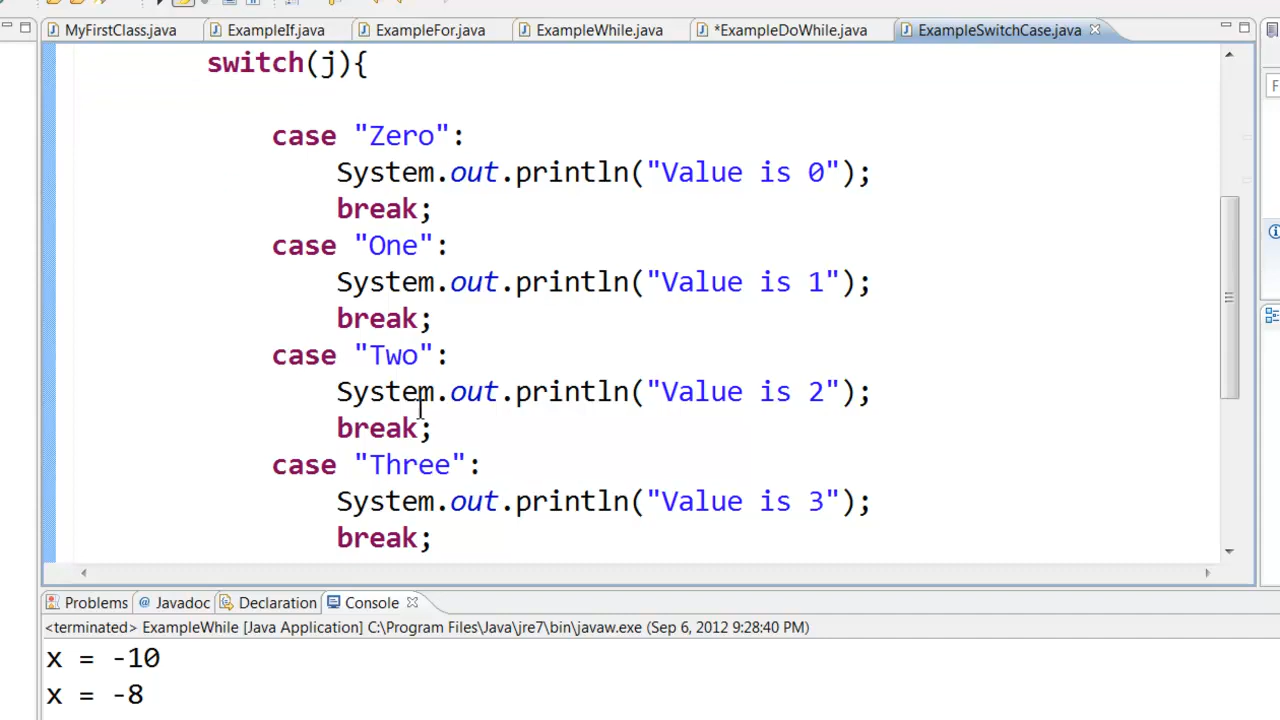 MyFirstClass.java ExampleIf.java ExampleFor.java ExampleWhile.java *ExampleDoWhile.java ExampleSwitchCase.java
switch(j){
case "Zero":
System.out.println("Value is 0");
break;
case "One":
System.out.println("Value is 1");
break;
case "Two":
System.out.println("Value is 2");
break;
case "Three":
System.out.println("Value is 3");
break;
Problems @ Javadoc Declaration Console
<terminated> ExampleWhile [Java Application] C:\Program Files\Java\jre7\bin\javaw.exe (Sep 6, 2012 9:28:40 PM)
x = -10
x = -8